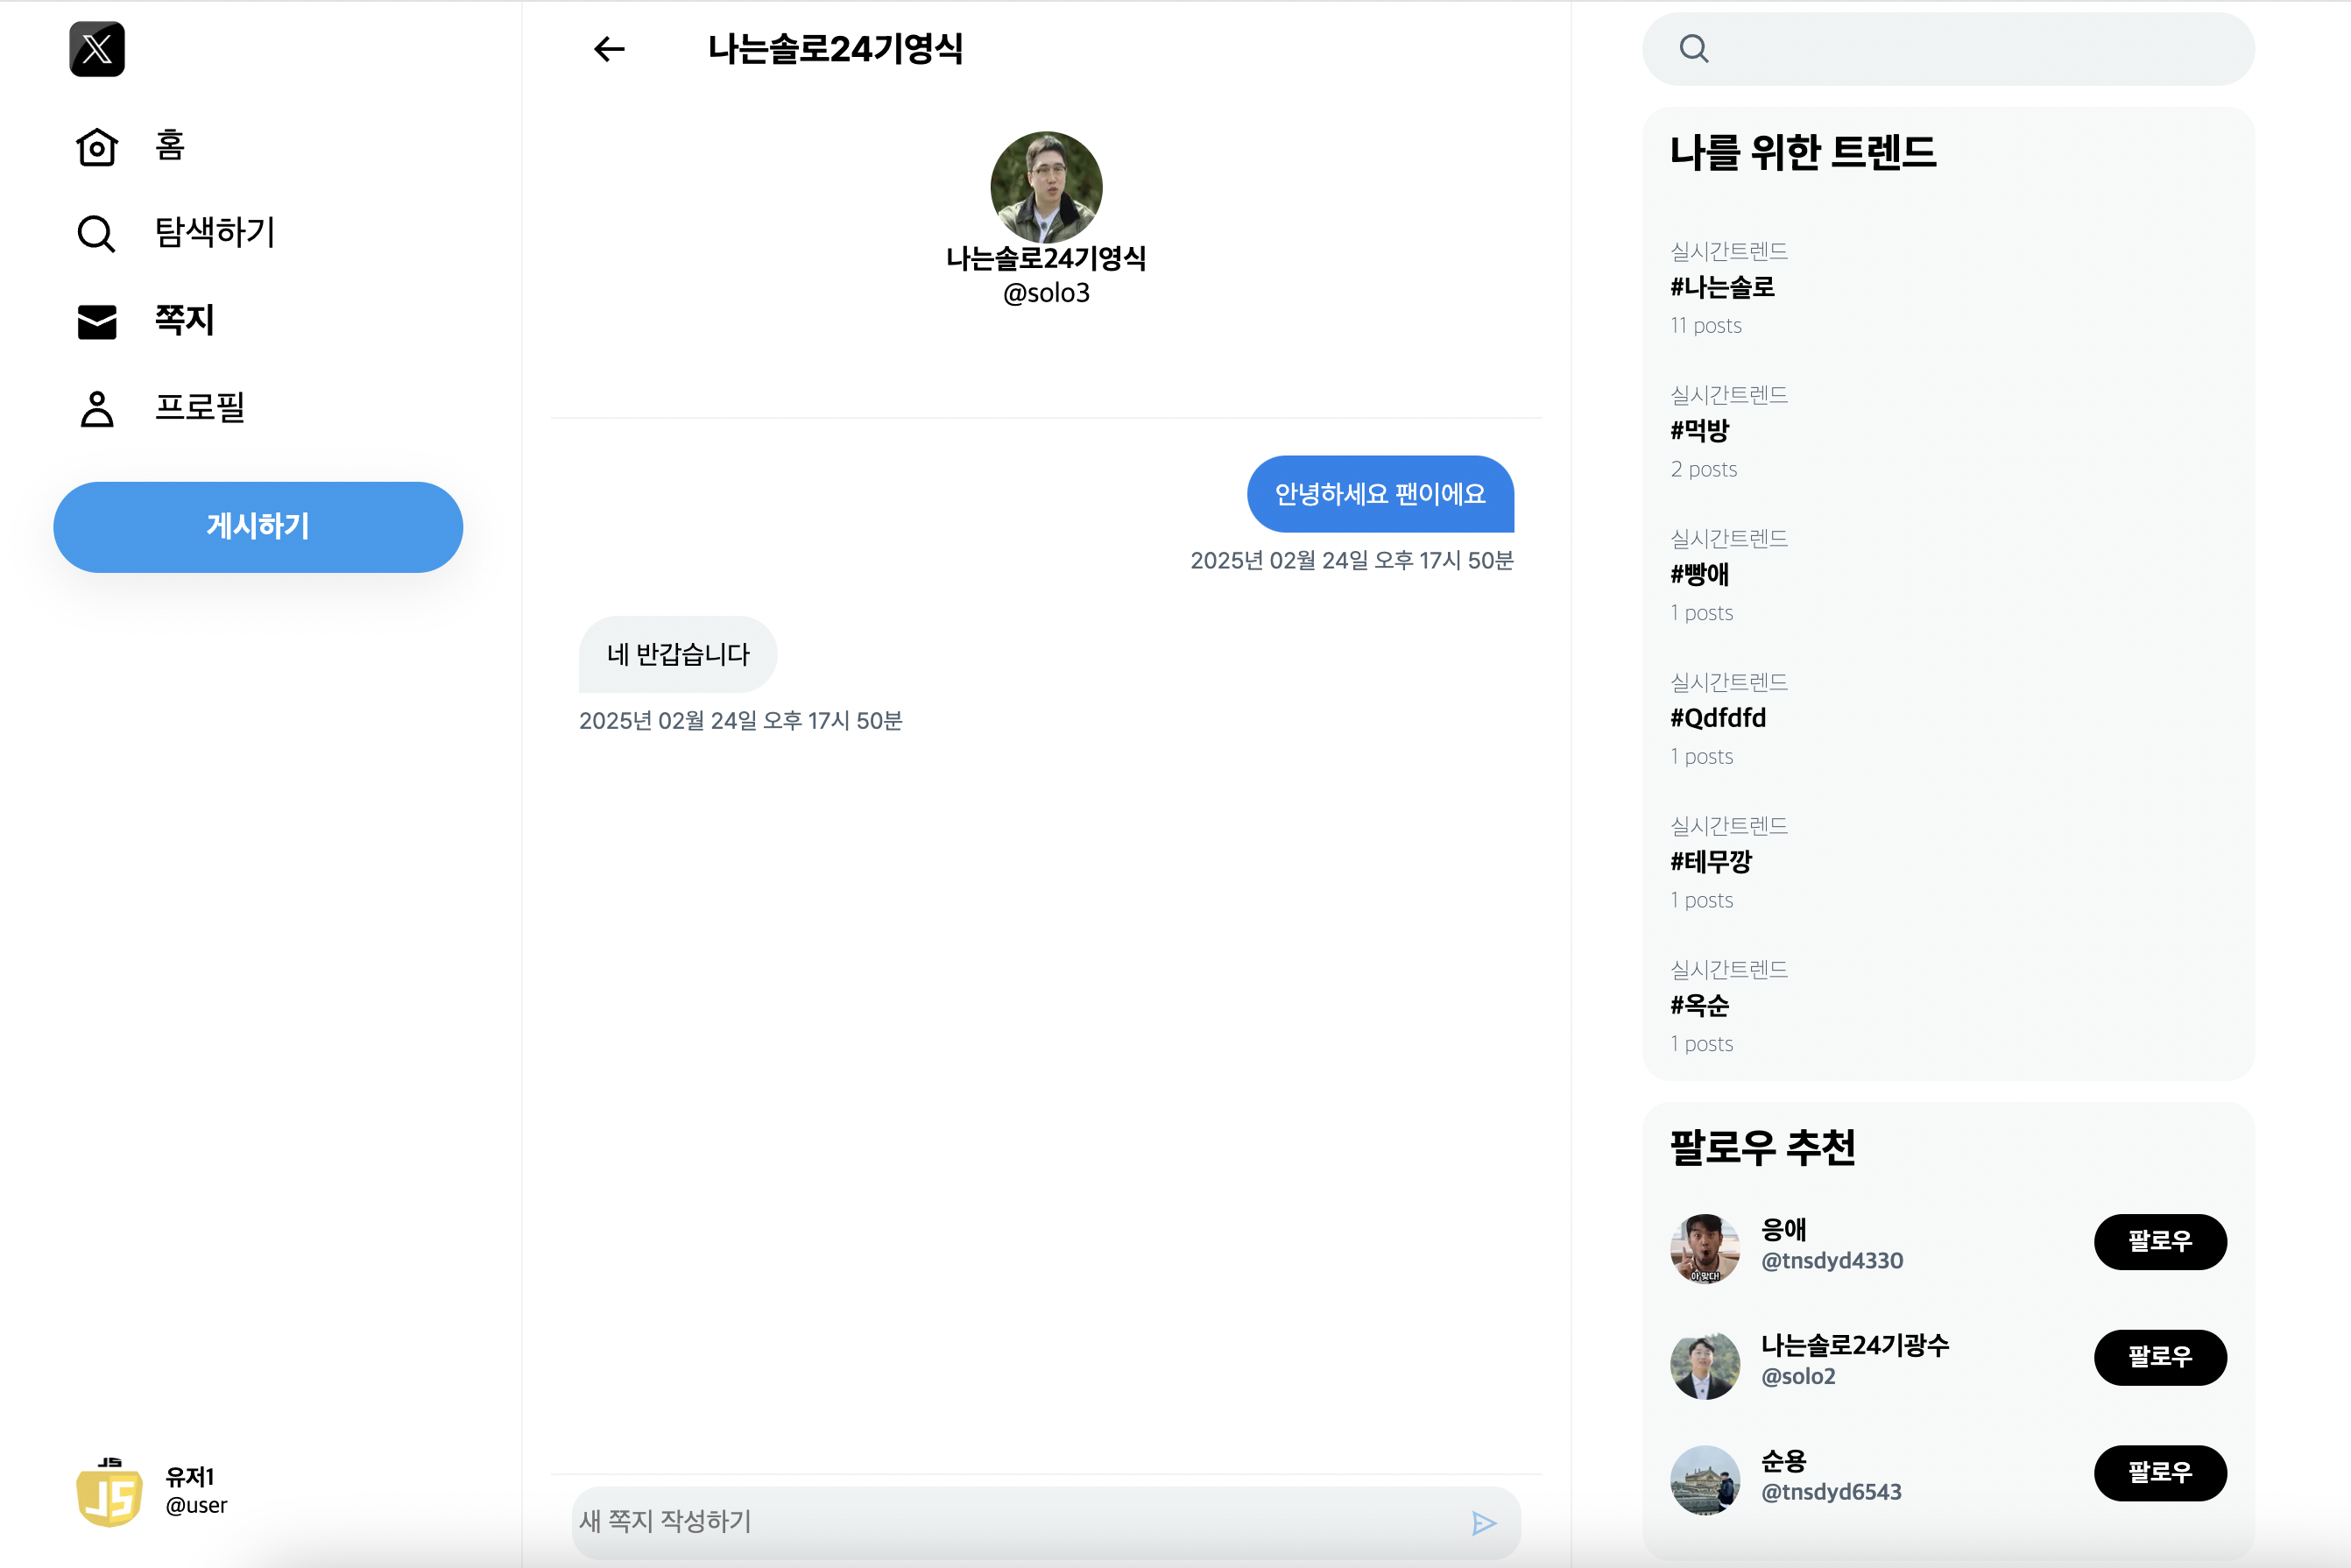 X
홈
탐색하기
쪽지
프로필
게시하기
JS
JS
유저1
@user
나는솔로24기영식
나는솔로24기영식
@solo3
안녕하세요 팬이에요
2025년 02월 24일 오후 17시 50분
네 반갑습니다
2025년 02월 24일 오후 17시 50분
새 쪽지 작성하기
나를 위한 트렌드
실시간트렌드
#나는솔로
11 posts
실시간트렌드
#먹방
2 posts
실시간트렌드
#빵애
1 posts
실시간트렌드
#Qdfdfd
1 posts
실시간트렌드
#테무깡
1 posts
실시간트렌드
#옥순
1 posts
팔로우 추천
아 맞다!
응애
@tnsdyd4330
팔로우
나는솔로24기광수
@solo2
팔로우
순용
@tnsdyd6543
팔로우